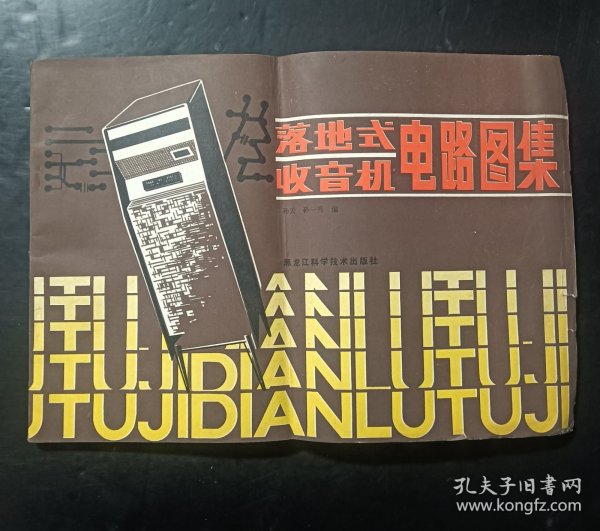 落地式
收音机
电路图集
编
黑龙江科学技术出版社
UTUJIDIANLUTUJI
孔夫子旧书网
www.kongfz.com